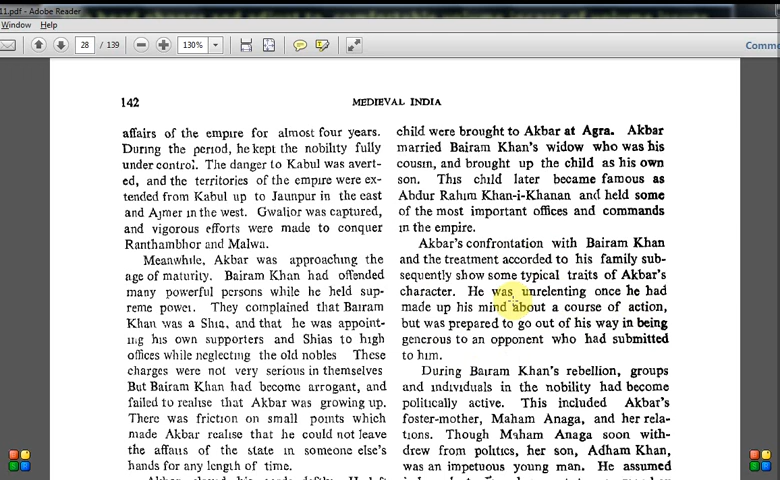 11.pdf - Adobe Reader
Window Help
28 / 139 130% Comme
142 MEDIEVAL INDIA
affairs of the empire for almost four years.
During the period, he kept the nobility fully
under control. The danger to Kabul was avert-
ed, and the territories of the empire were ex-
tended from Kabul up to Jaunpur in the east
and Ajmer in the west. Gwalior was captured,
and vigorous efforts were made to conquer
Ranthambhor and Malwa.
Meanwhile, Akbar was approaching the
age of maturity. Bairam Khan had offended
many powerful persons while he held sup-
reme power. They complained that Bairam
Khan was a Shia, and that he was appoint-
ing his own supporters and Shias to high
offices while neglecting the old nobles These
charges were not very serious in themselves
But Bairam Khan had become arrogant, and
failed to realise that Akbar was growing up.
There was friction on small points which
made Akbar realise that he could not leave
the affairs of the state in someone else's
hands for any length of time.
child were brought to Akbar at Agra. Akbar
married Bairam Khan's widow who was his
cousin, and brought up the child as his own
son. This child later became famous as
Abdur Rahim Khan-i-Khanan and held some
of the most important offices and commands
in the empire.
Akbar's confrontation with Bairam Khan
and the treatment accorded to his family sub-
sequently show some typical traits of Akbar's
character. He was unrelenting once he had
made up his mind about a course of action,
but was prepared to go out of his way in being
generous to an opponent who had submitted
to him.
During Bairam Khan's rebellion, groups
and individuals in the nobility had become
politically active. This included Akbar's
foster-mother, Maham Anaga, and her rela-
tions. Though Maham Anaga soon with-
drew from politics, her son, Adham Khan,
was an impetuous young man. He assumed